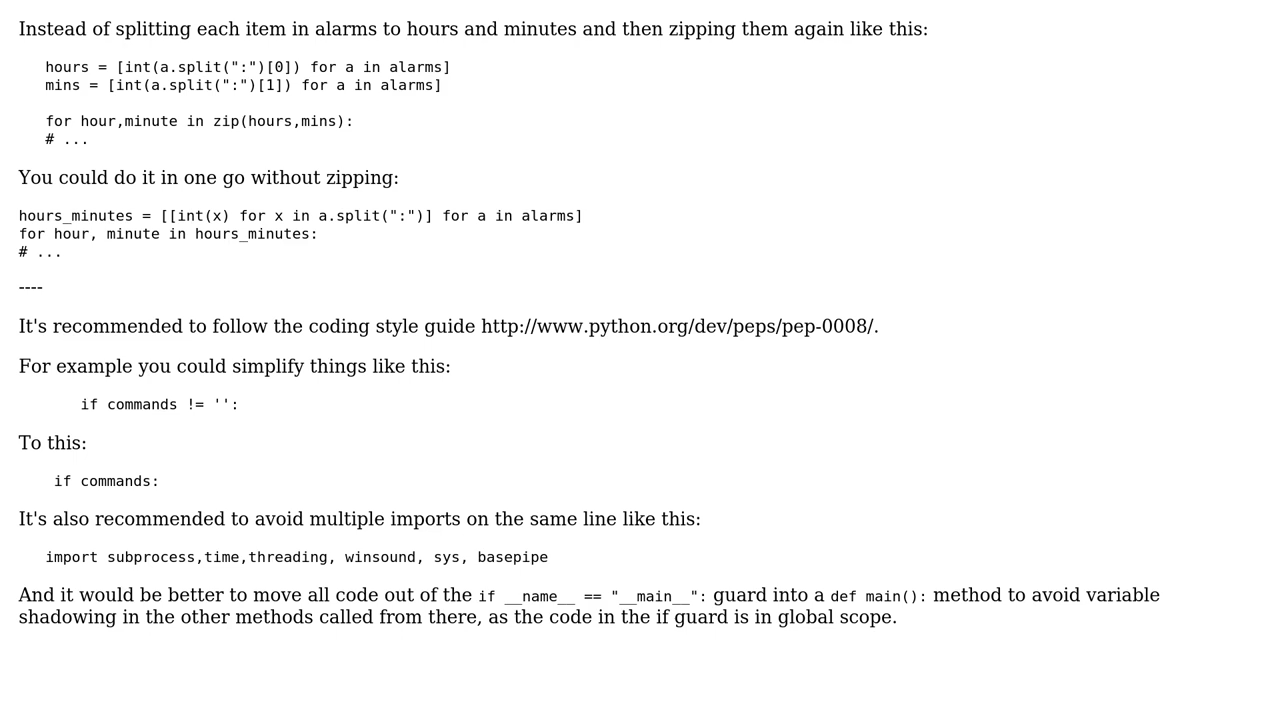 Instead of splitting each item in alarms to hours and minutes and then zipping them again like this:
hours = [int(a.split(":")[0]) for a in alarms]
mins = [int(a.split(":")[1]) for a in alarms]
for hour,minute in zip(hours,mins):
# ...
You could do it in one go without zipping:
hours_minutes = [[int(x) for x in a.split(":")] for a in alarms]
for hour, minute in hours_minutes:
# ...
----
It's recommended to follow the coding style guide http://www.python.org/dev/peps/pep-0008/.
For example you could simplify things like this:
if commands != '':
To this:
if commands:
It's also recommended to avoid multiple imports on the same line like this:
import subprocess,time,threading, winsound, sys, basepipe
And it would be better to move all code out of the if __name__ == "__main__": guard into a def main(): method to avoid variable
shadowing in the other methods called from there, as the code in the if guard is in global scope.